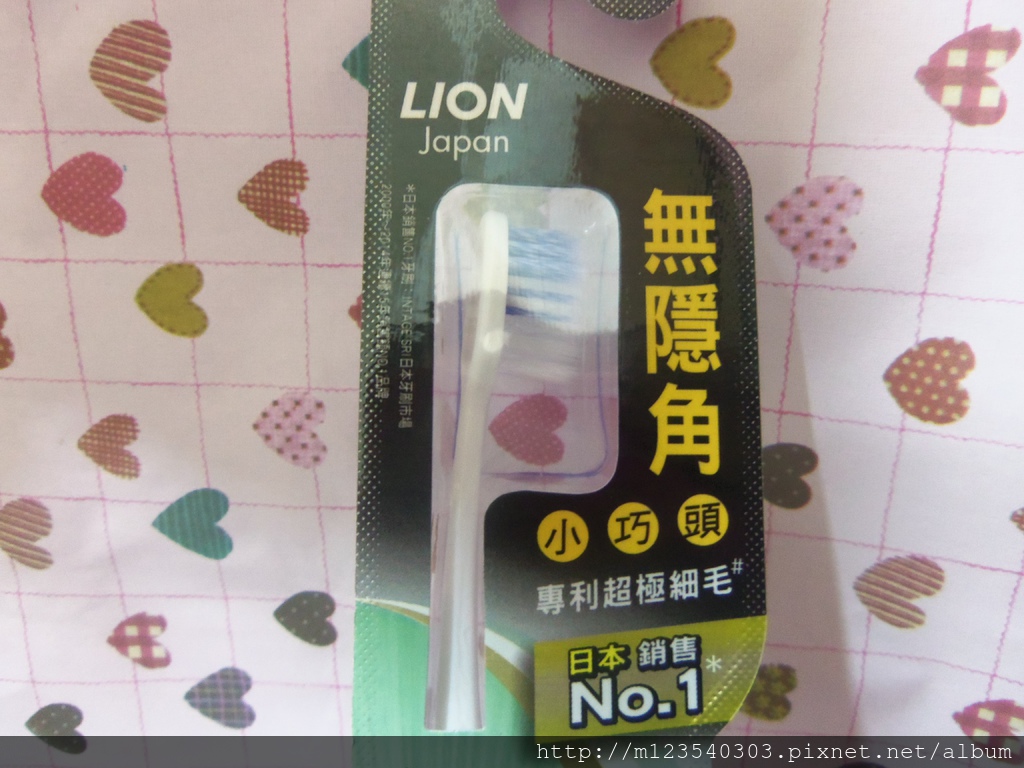 LION
Japan
無隱角
小巧頭
專利超極細毛#
日本 銷售
No.1*
http://m123540303.pixnet.net/album